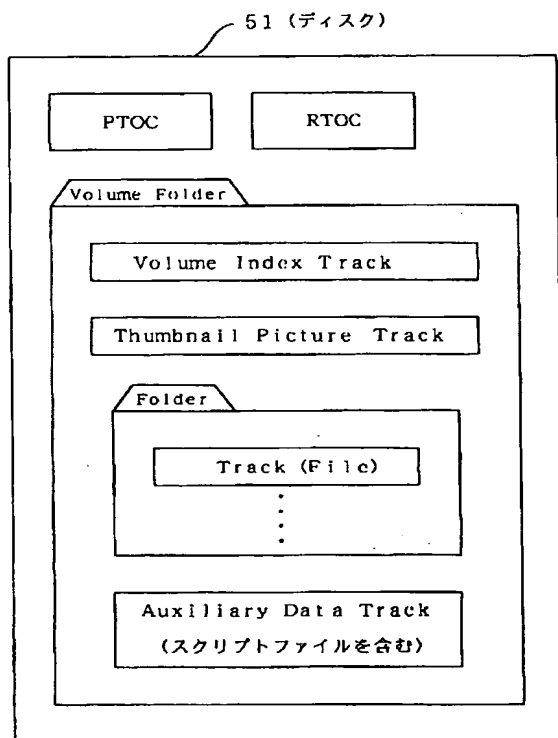 51 (ディスク)
PTOC
RTOC
Volume Folder
Volume Index Track
Thumbnail Picture Track
Folder
Track (File)
Auxiliary Data Track
(スクリプトファイルを含む)